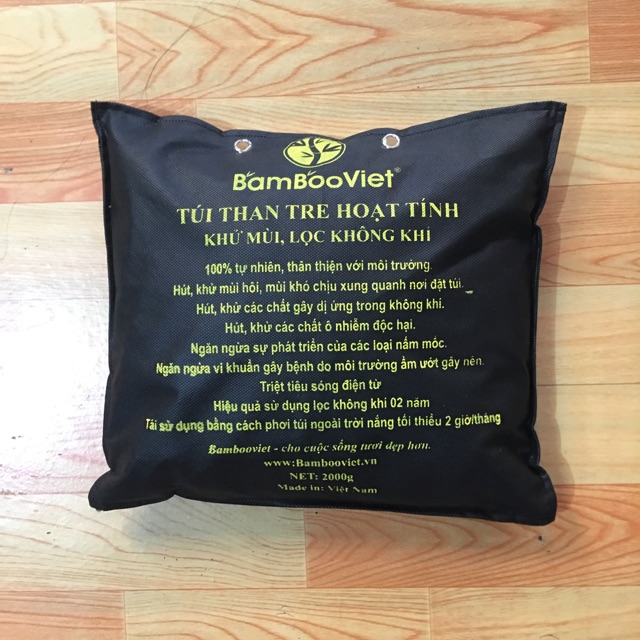 BamBooViet®
TÚI THAN TRE HOẠT TÍNH
KHỬ MÙI, LỌC KHÔNG KHÍ
100% tự nhiên, thân thiện với môi trường.
Hút, khử mùi hôi, mùi khó chịu xung quanh nơi đặt túi.
Hút, khử các chất gây dị ứng trong không khí.
Hút, khử các chất ô nhiễm độc hại.
Ngăn ngừa sự phát triển của các loại nấm mốc.
Ngăn ngừa vi khuẩn gây bệnh do môi trường ẩm ướt gây nên.
Triệt tiêu sóng điện từ
Hiệu quả sử dụng lọc không khí 02 năm
Tái sử dụng bằng cách phơi túi ngoài trời nắng tối thiểu 2 giờ/tháng
Bambooviet - cho cuộc sống tươi đẹp hơn.
www.Bambooviet.vn
NET: 2000g
Made in: Việt Nam